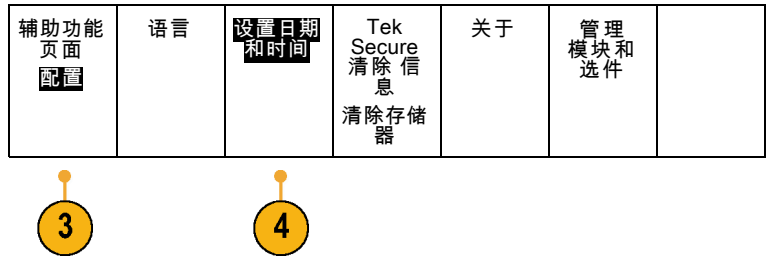 辅助功能
页面
配置
语言
设置日期
和时间
Tek
Secure
清除 信
息
清除存储
器
关于
管理
模块和
选件
3
4